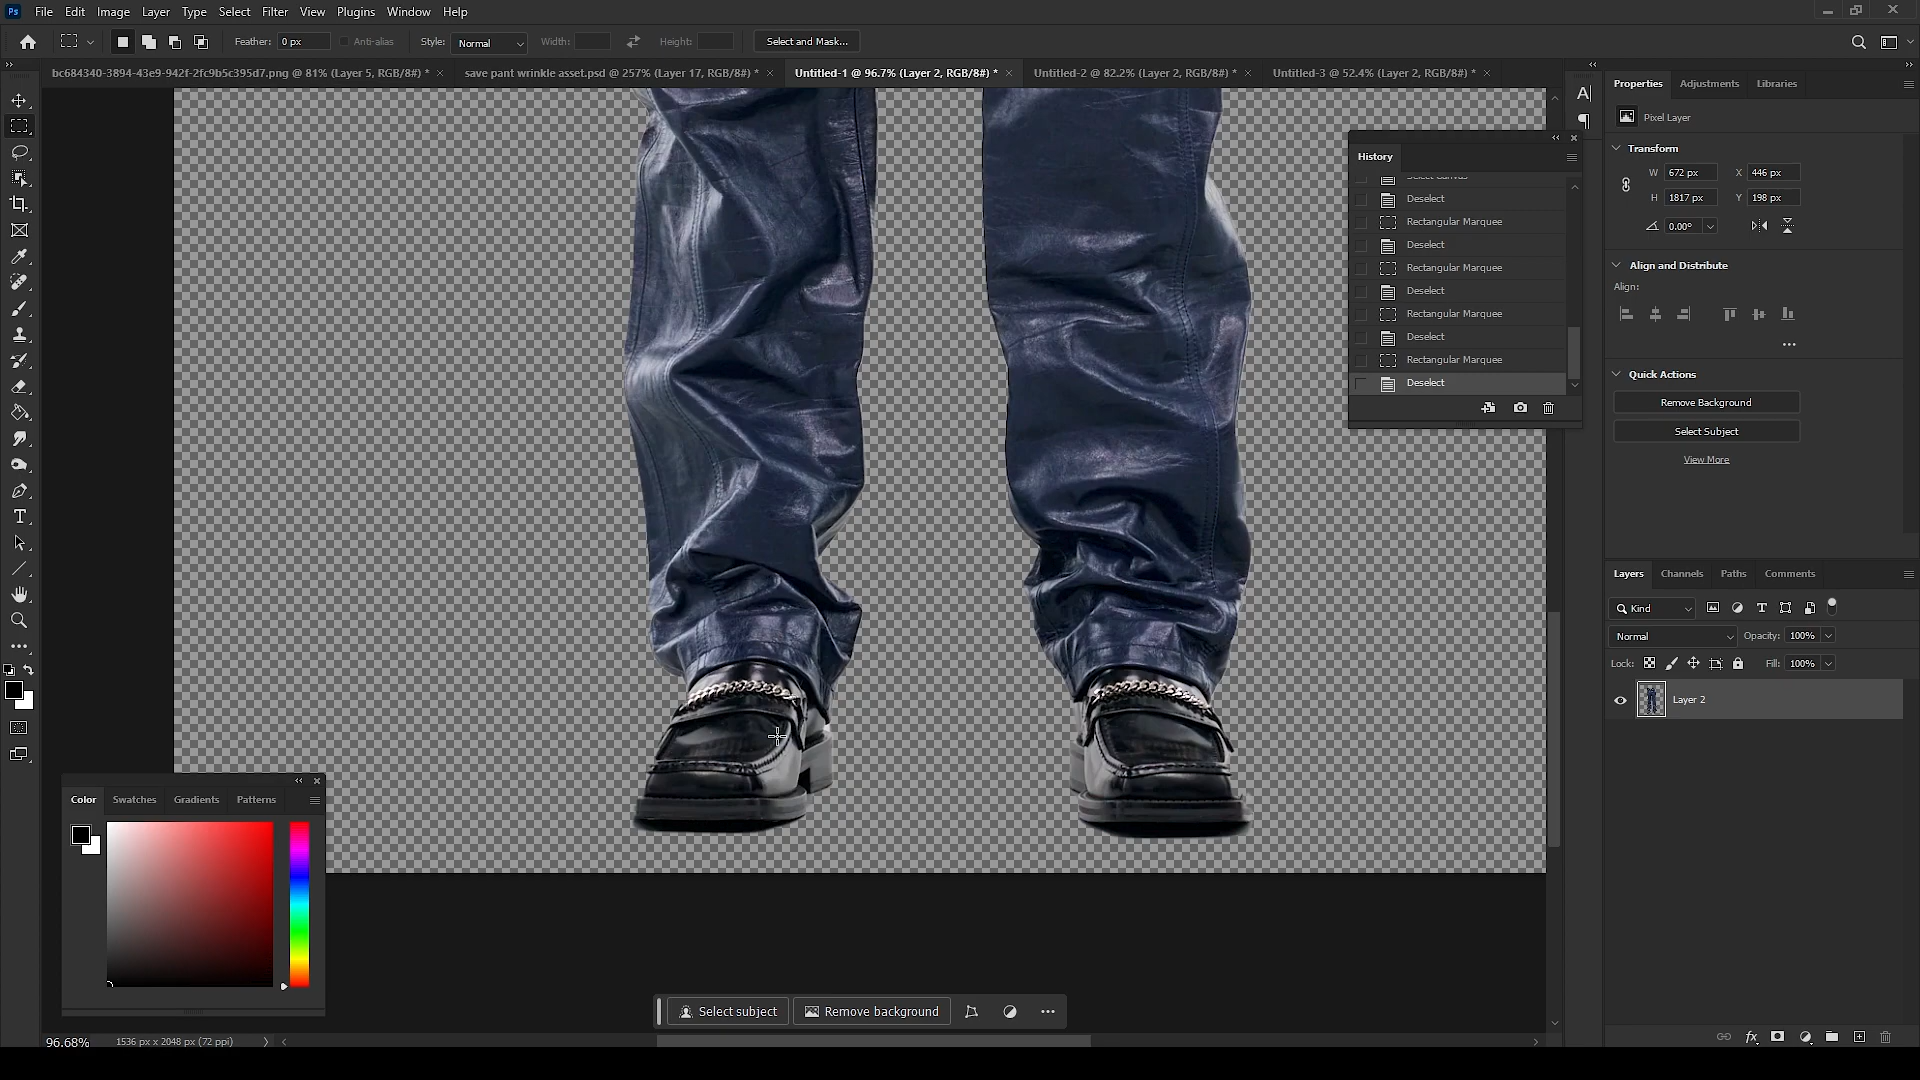 Ps File Edit Image Layer Type Select Filter View Plugins Window Help
Feather: 0 px Anti-alias Style: Normal Width: Height: Select and Mask...
bc684340-3894-43e9-942f-2fc9b5c395d7.png @ 81% (Layer 5, RGB/8#) * save pant wrinkle asset.psd @ 257% (Layer 17, RGB/8#) * Untitled-1 @ 96.7% (Layer 2, RGB/8#) * Untitled-2 @ 82.2% (Layer 2, RGB/8#) * Untitled-3 @ 52.4% (Layer 2, RGB/8#) *
Properties Adjustments Libraries
Pixel Layer
Transform
W 672 px X 446 px
H 1817 px Y 198 px
0.00°
Align and Distribute
Align:
Quick Actions
Remove Background
Select Subject
View More
History
Select Canvas
Deselect
Rectangular Marquee
Deselect
Rectangular Marquee
Deselect
Rectangular Marquee
Deselect
Rectangular Marquee
Deselect
Layers Channels Paths Comments
Kind
Normal Opacity: 100%
Lock: Fill: 100%
Layer 2
Color Swatches Gradients Patterns
Select subject Remove background
96.68% 1536 px x 2048 px (72 ppi)